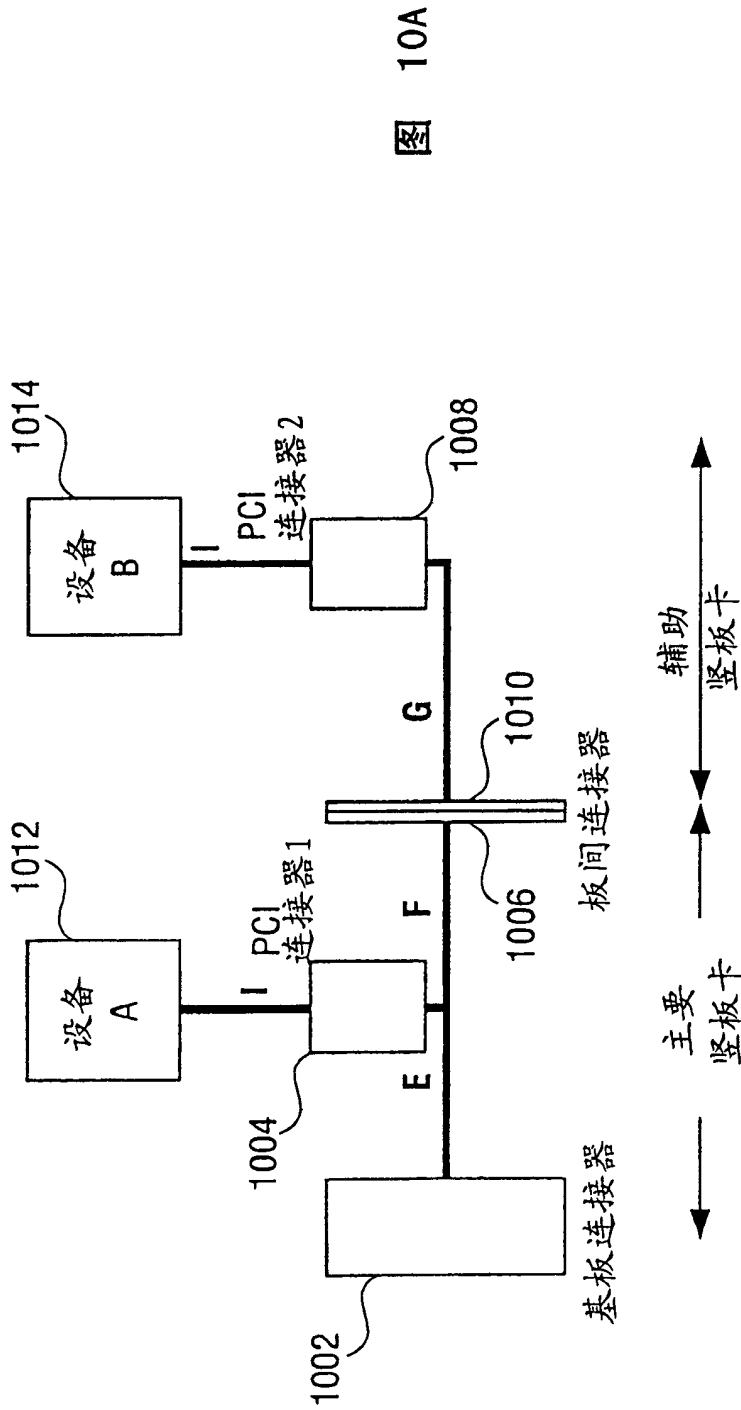 1014
设备
B
I
PCI
连接器2
1008
1012
设备
A
I
PCI
连接器1
1004
G
F
E
1010
1006
1002
基板连接器
板间连接器
主要
竖板卡
辅助
竖板卡
图 10A